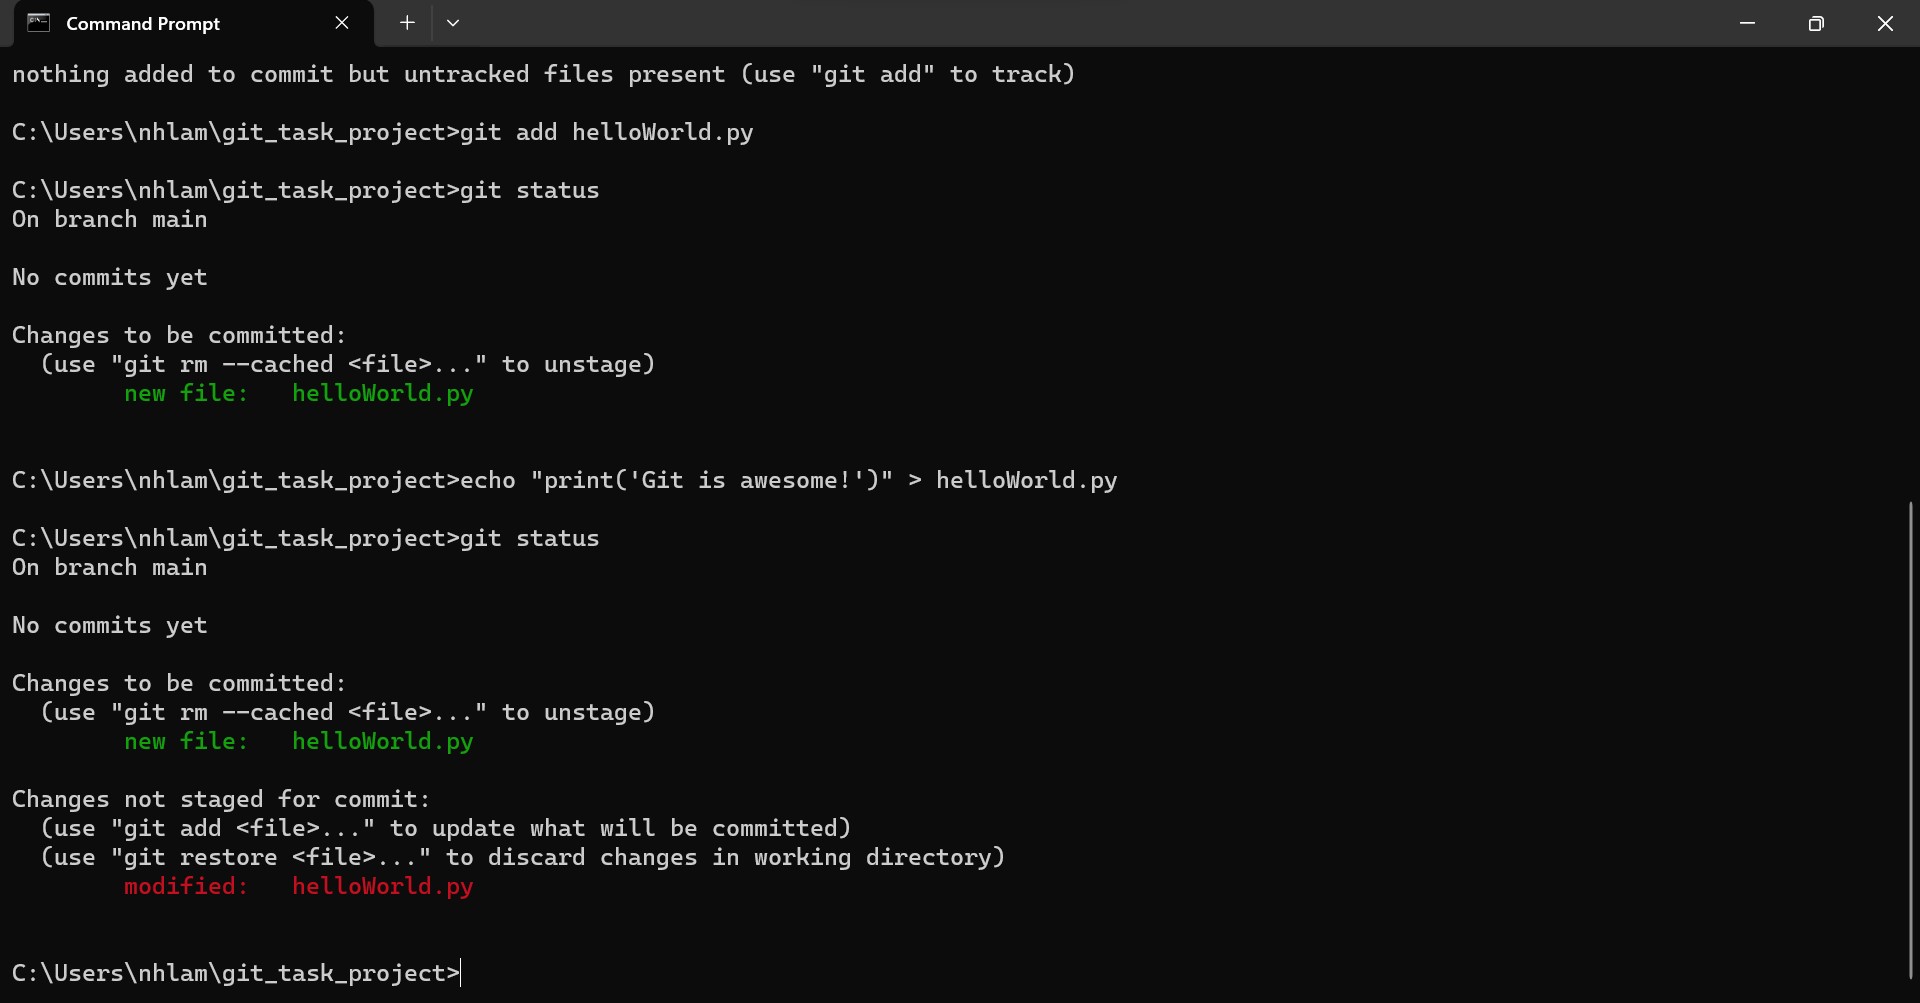 Command Prompt
nothing added to commit but untracked files present (use "git add" to track)
C:\Users\nhlam\git_task_project>git add helloWorld.py
C:\Users\nhlam\git_task_project>git status
On branch main
No commits yet
Changes to be committed:
  (use "git rm --cached <file>..." to unstage)
        new file:   helloWorld.py
C:\Users\nhlam\git_task_project>echo "print('Git is awesome!')" > helloWorld.py
C:\Users\nhlam\git_task_project>git status
On branch main
No commits yet
Changes to be committed:
  (use "git rm --cached <file>..." to unstage)
        new file:   helloWorld.py
Changes not staged for commit:
  (use "git add <file>..." to update what will be committed)
  (use "git restore <file>..." to discard changes in working directory)
        modified:   helloWorld.py
C:\Users\nhlam\git_task_project>